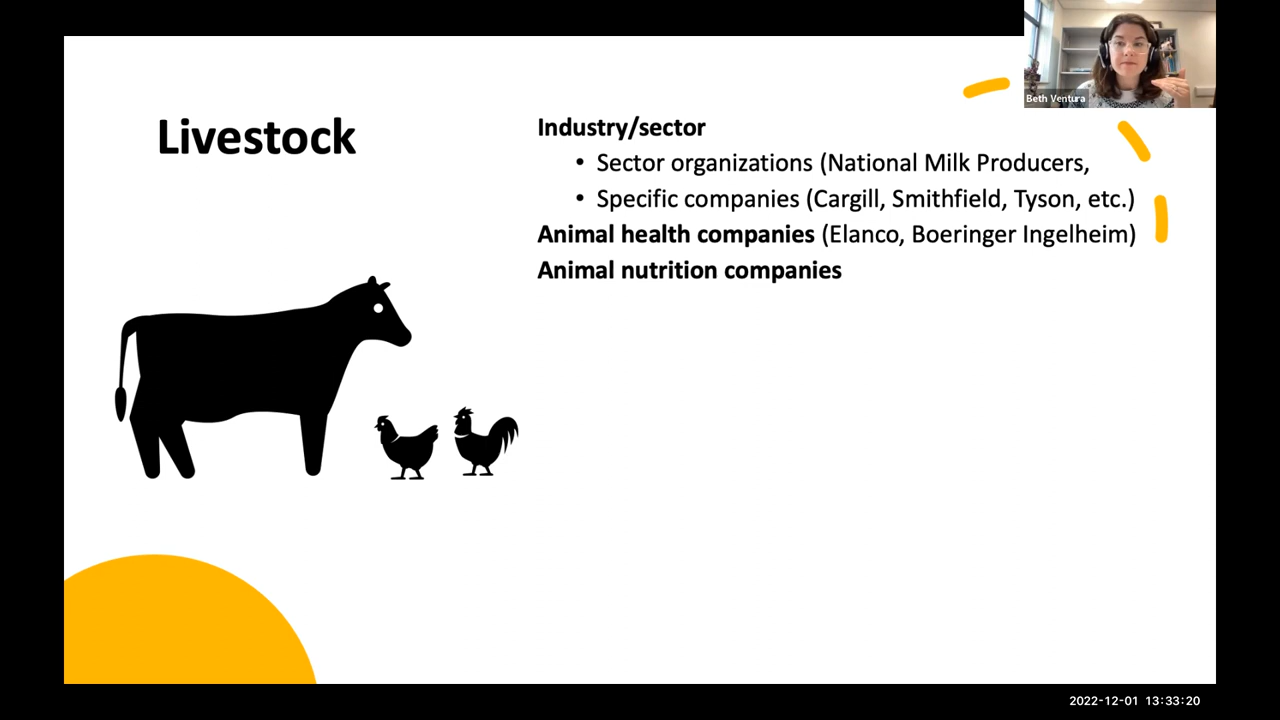 Beth Ventura
Livestock
Industry/sector
• Sector organizations (National Milk Producers,
• Specific companies (Cargill, Smithfield, Tyson, etc.)
Animal health companies (Elanco, Boeringer Ingelheim)
Animal nutrition companies
2022-12-01 13:33:20